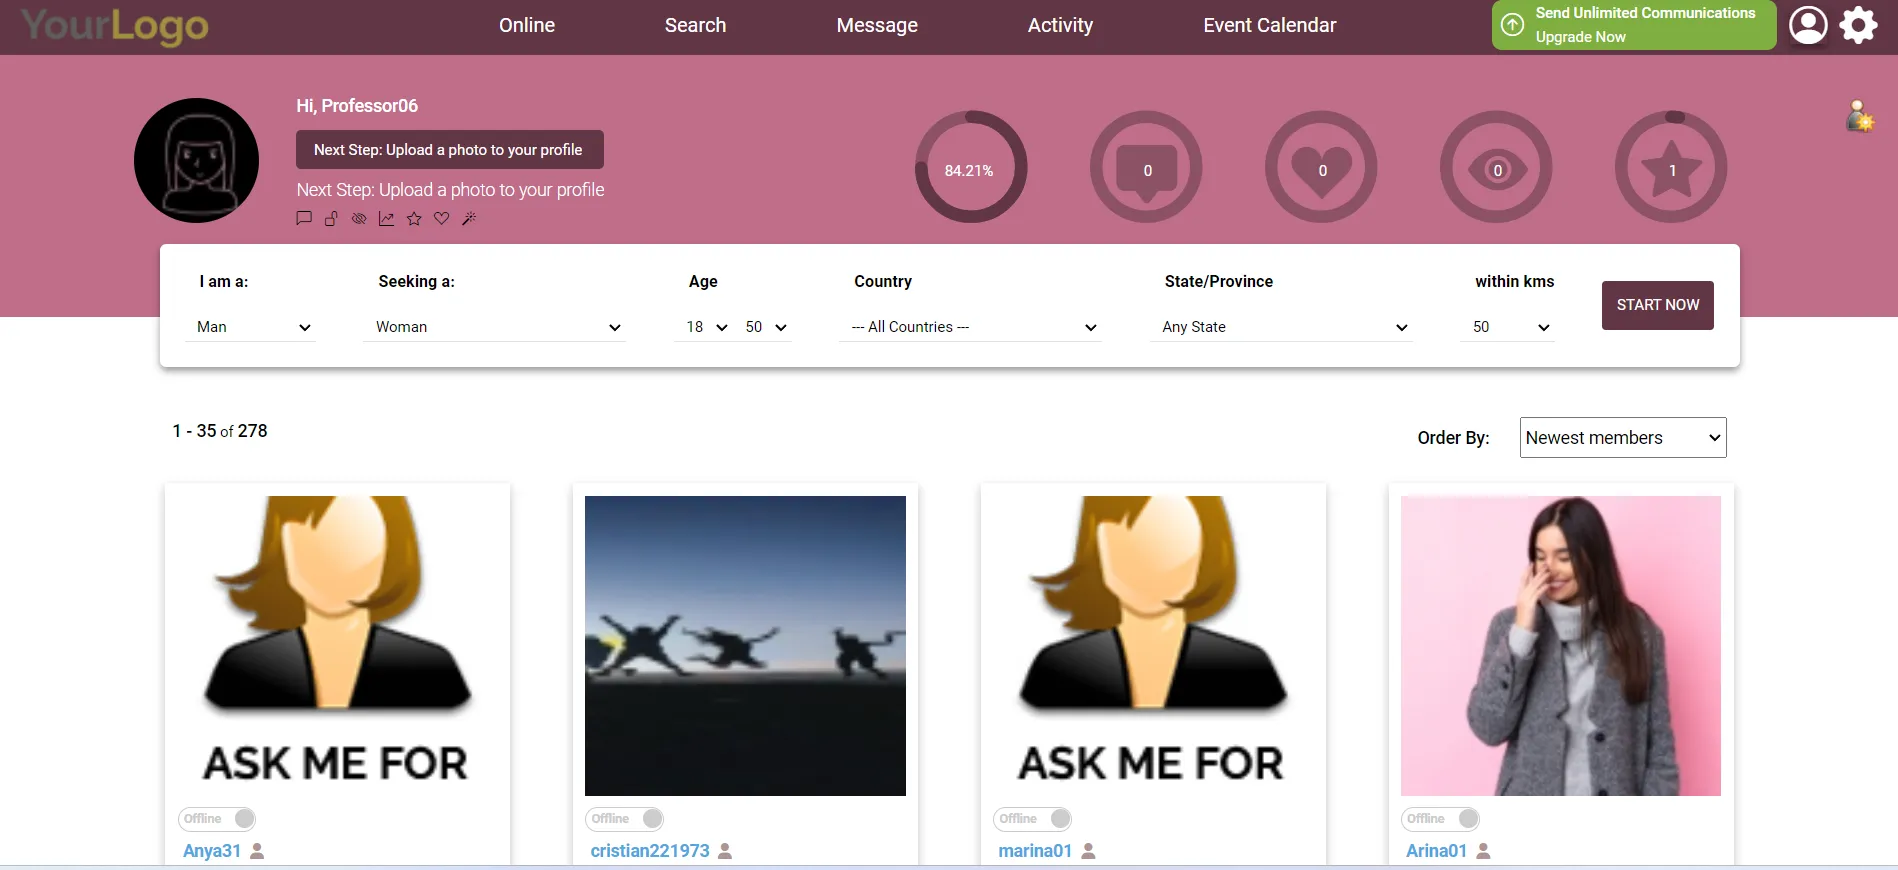 YourLogo
Online
Search
Message
Activity
Event Calendar
Send Unlimited Communications
Upgrade Now
Hi, Professor06
Next Step: Upload a photo to your profile
Next Step: Upload a photo to your profile
84.21%
0
0
0
1
I am a:
Seeking a:
Age
Country
State/Province
within kms
Man
Woman
18
50
--- All Countries ---
Any State
50
START NOW
1 - 35 of 278
Order By:
Newest members
ASK ME FOR
ASK ME FOR
Offline
Offline
Offline
Offline
Anya31
cristian221973
marina01
Arina01